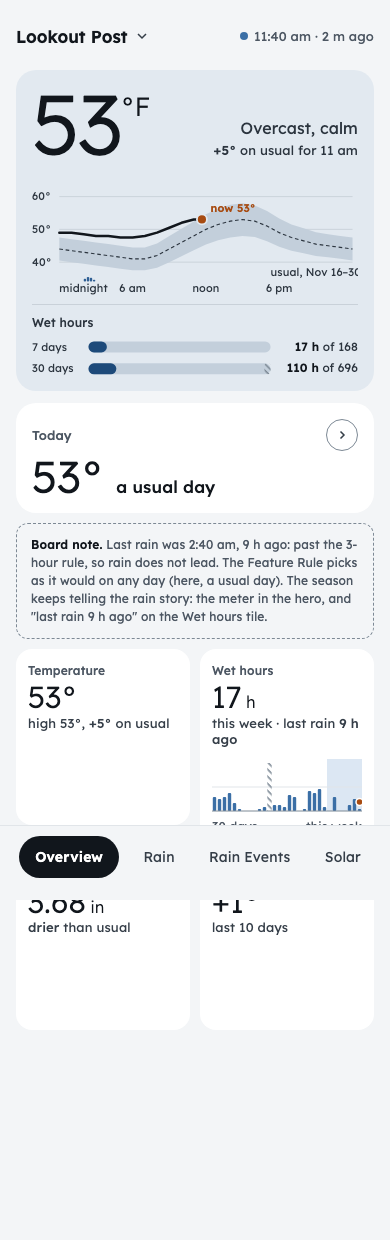 Lookout Post
11:40 am · 2 m ago
53°F
Overcast, calm
+5° on usual for 11 am
60°
now 53°
50°
40°
usual, Nov 16–30
midnight 6 am noon 6 pm
Wet hours
7 days 17 h of 168
30 days 110 h of 696
Today
53° a usual day
Board note. Last rain was 2:40 am, 9 h ago: past the 3-
hour rule, so rain does not lead. The Feature Rule picks
as it would on any day (here, a usual day). The season
keeps telling the rain story: the meter in the hero, and
"last rain 9 h ago" on the Wet hours tile.
Temperature
53°
high 53°, +5° on usual
Wet hours
17 h
this week · last rain 9 h
ago
30 days this week
Overview Rain Rain Events Solar
5.68 in
drier than usual
+1°
last 10 days